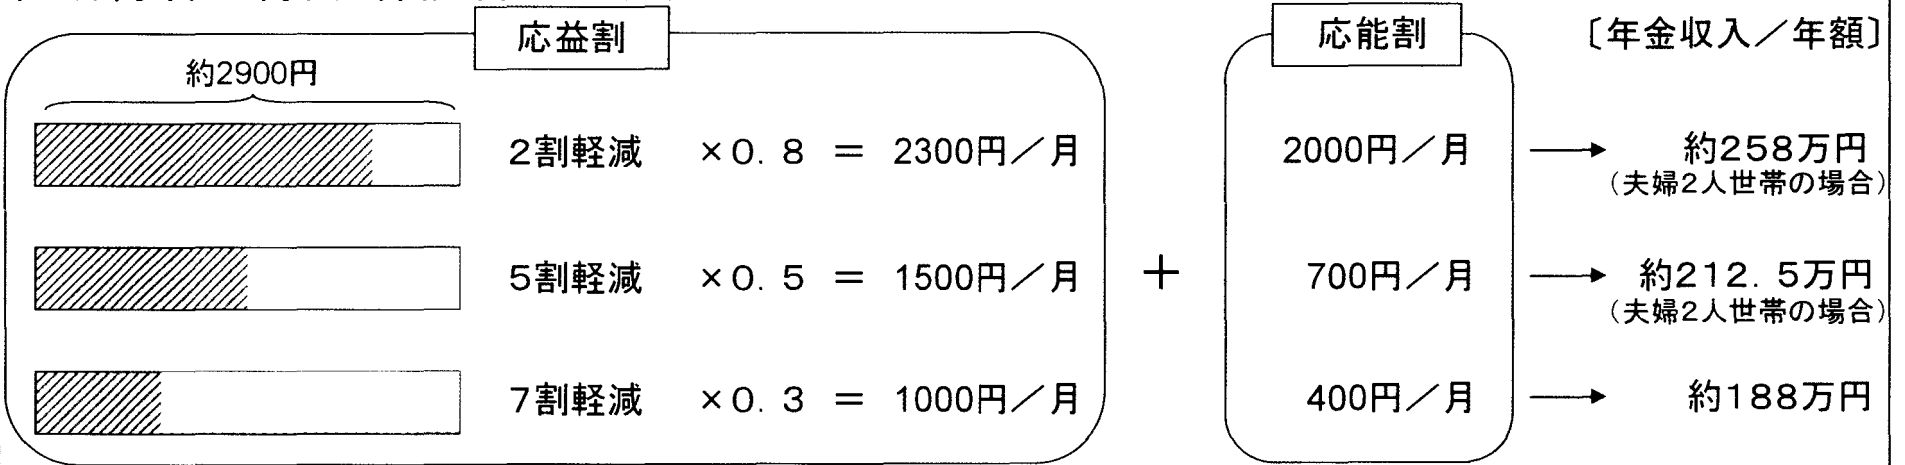 応益割
応能割
〔年金収入／年額〕
約2900円
2割軽減 ×0.8 ＝ 2300円／月
2000円／月
約258万円
（夫婦2人世帯の場合）
5割軽減 ×0.5 ＝ 1500円／月
＋
700円／月
約212.5万円
（夫婦2人世帯の場合）
7割軽減 ×0.3 ＝ 1000円／月
400円／月
約188万円